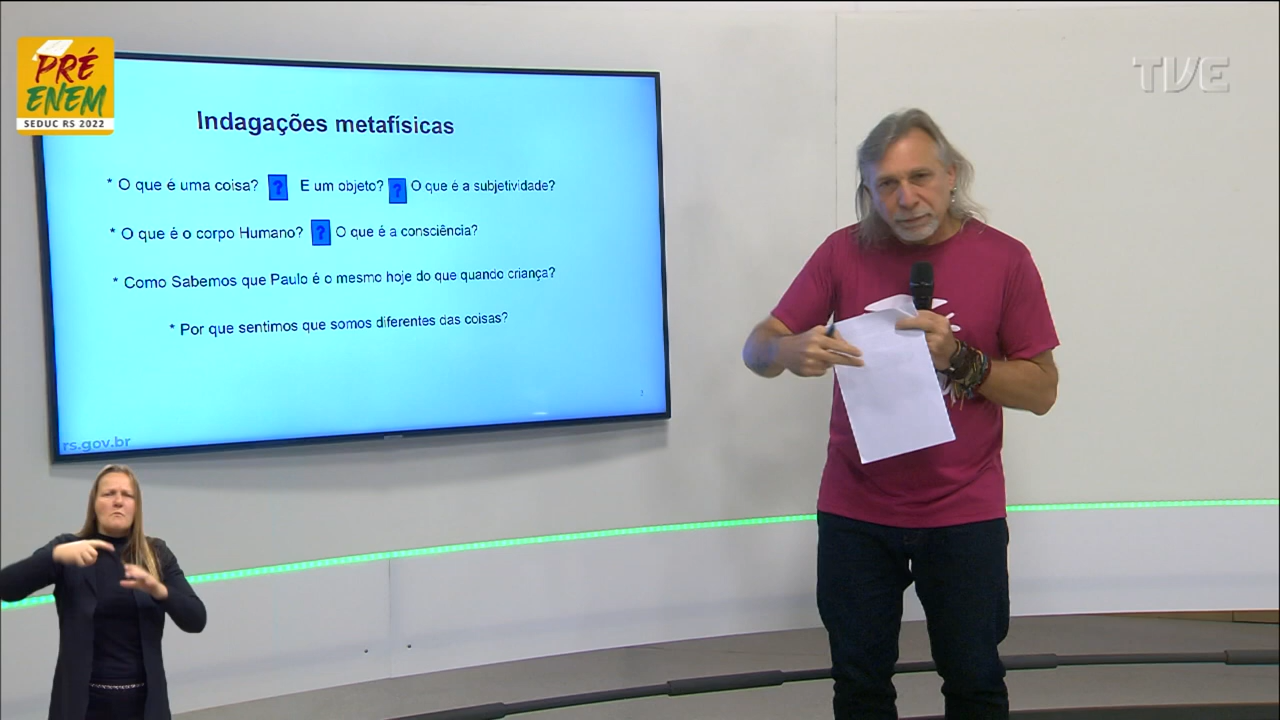 PRÉ
ENEM
SEDUC RS 2022
TVE
Indagações metafísicas
* O que é uma coisa? ? E um objeto? ? O que é a subjetividade?
* O que é o corpo Humano? ? O que é a consciência?
* Como Sabemos que Paulo é o mesmo hoje do que quando criança?
* Por que sentimos que somos diferentes das coisas?
rs.gov.br